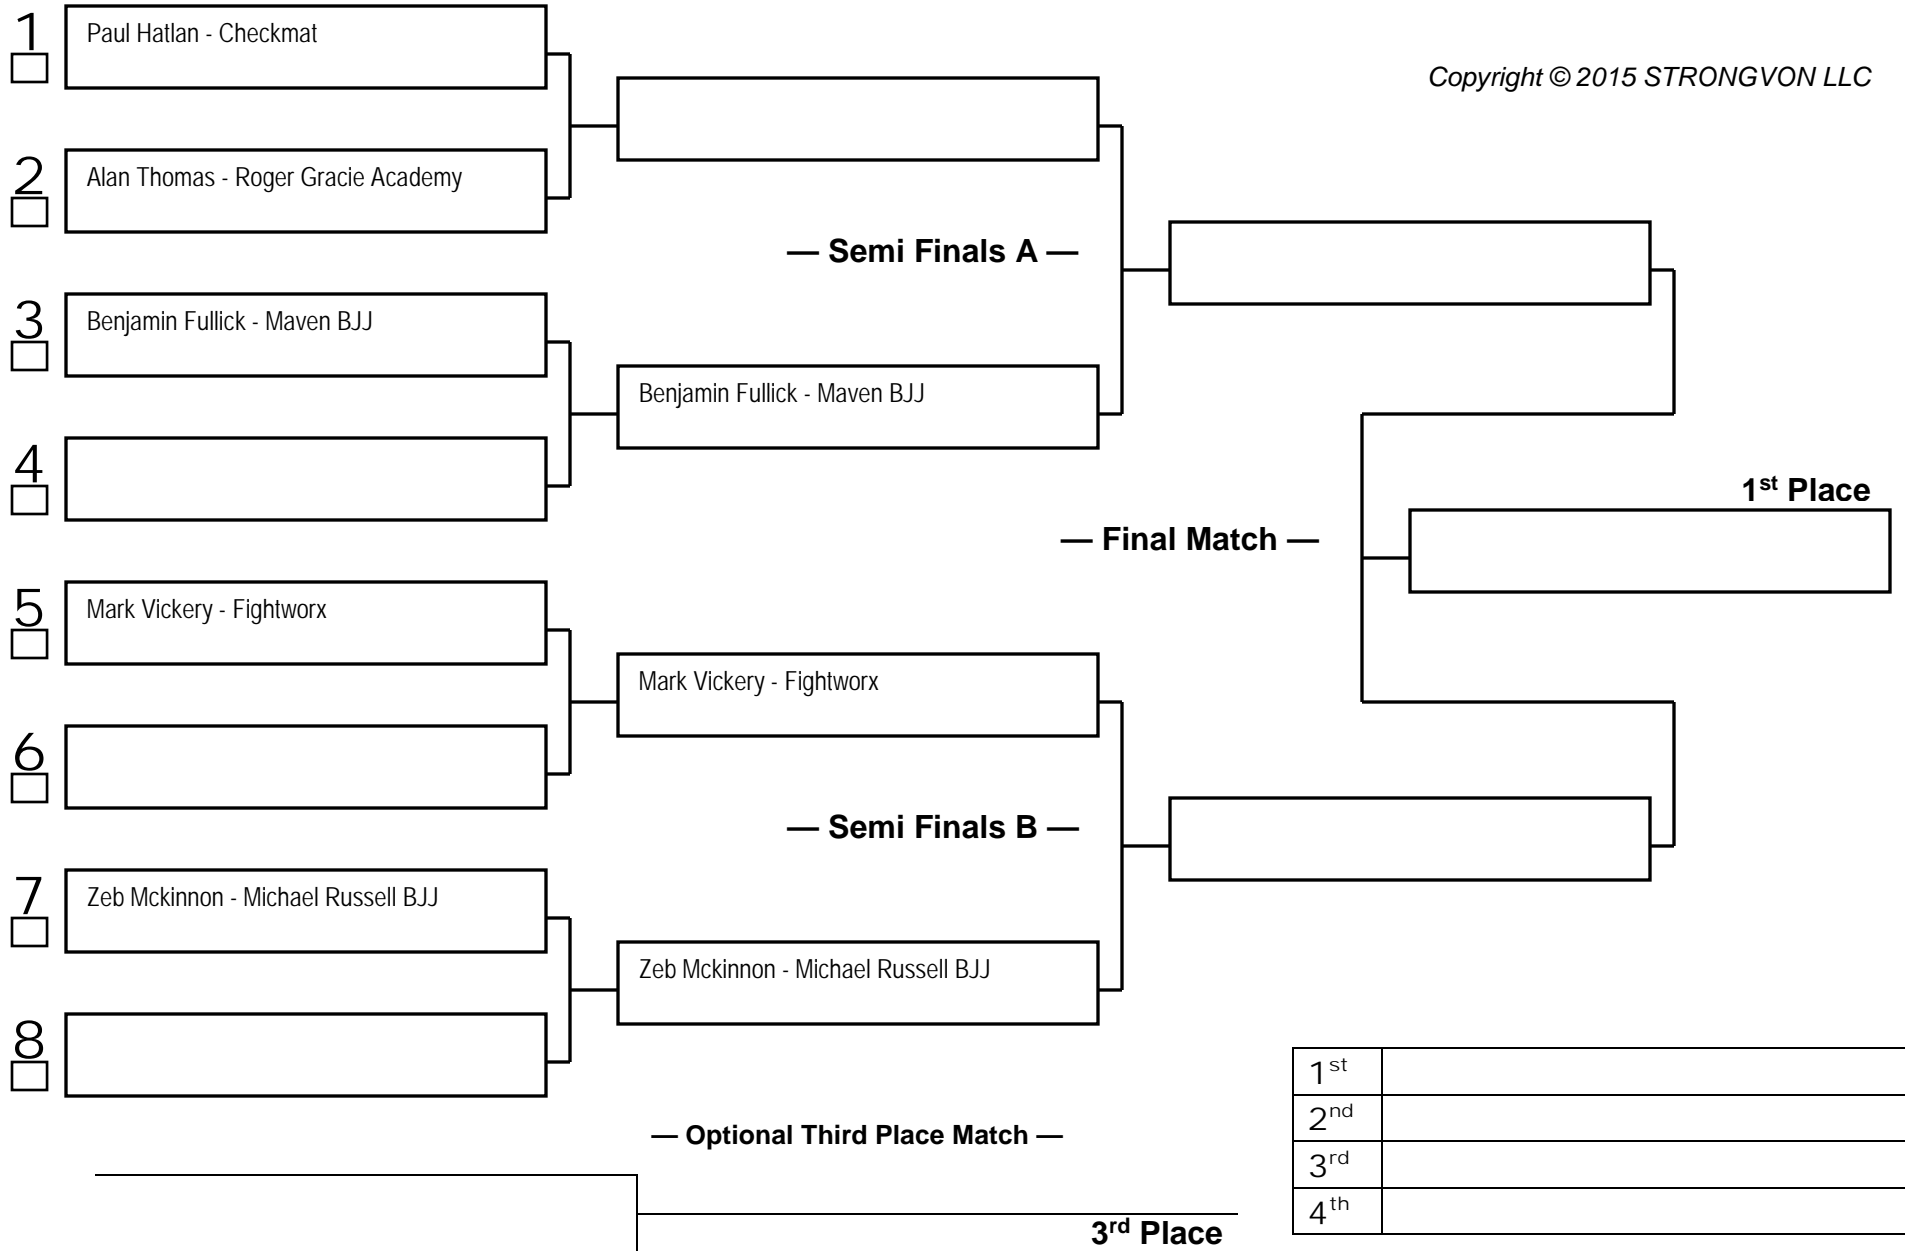 1
Paul Hatlan - Checkmat
Copyright © 2015 STRONGVON LLC
2
Alan Thomas - Roger Gracie Academy
— Semi Finals A —
3
Benjamin Fullick - Maven BJJ
Benjamin Fullick - Maven BJJ
4
1st Place
— Final Match —
5
Mark Vickery - Fightworx
Mark Vickery - Fightworx
6
— Semi Finals B —
7
Zeb Mckinnon - Michael Russell BJJ
Zeb Mckinnon - Michael Russell BJJ
8
— Optional Third Place Match —
3rd Place
1st
2nd
3rd
4th